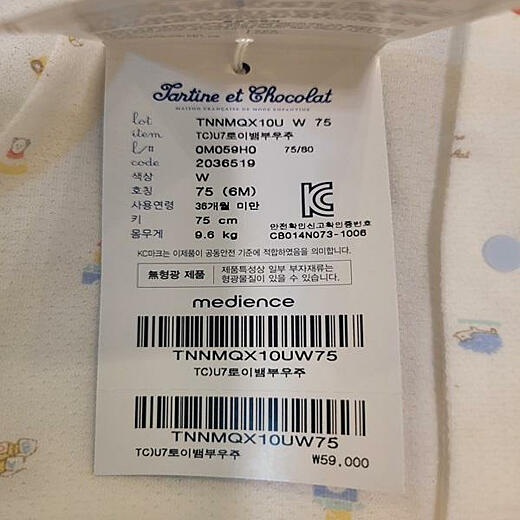 Tartine et Chocolat
MAISON FRANÇAISE DE MODE ENFANTINE
lot TNNMQX10U W 75
item TC)U7토이뱀부우주
l/# 0M059H0 75/80
code 2036519
색상 W
호칭 75 (6M)
사용연령 36개월 미만
키 75 cm
몸무게 9.6 kg
안전확인신고확인증번호
CB014N073-1006
KC마크는 이제품이 공통안전 기준에 적합하였음을 의미합니다.
無형광 제품
제품특성상 일부 부자재류는
형광물질이 있을 수 있습니다.
medience
TNNMQX10UW75
TC)U7토이뱀부우주
TNNMQX10UW75
TC)U7토이뱀부우주
₩59,000